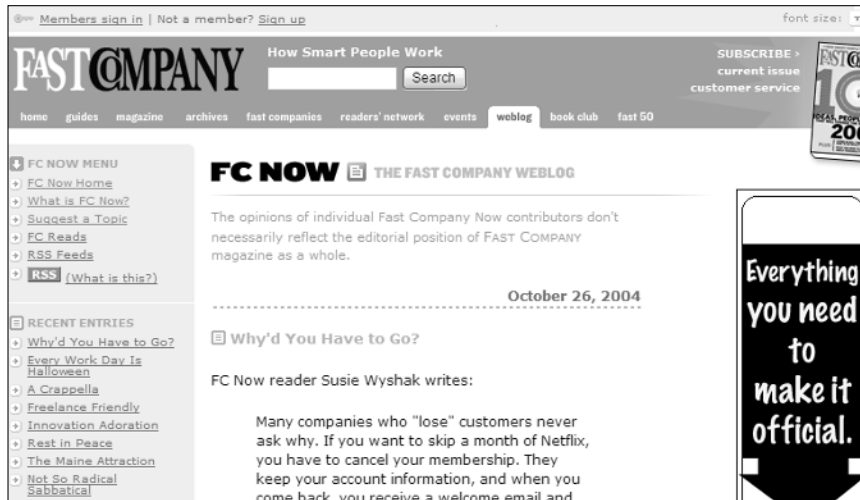 Members sign in | Not a member? Sign up
font size:
FAST COMPANY
How Smart People Work
Search
SUBSCRIBE >
current issue
customer service
home guides magazine archives fast companies readers' network events weblog book club fast 50
FC NOW MENU
FC Now Home
What is FC Now?
Suggest a Topic
FC Reads
RSS Feeds
RSS (What is this?)
RECENT ENTRIES
Why'd You Have to Go?
Every Work Day Is
Halloween
A Crappella
Freelance Friendly
Innovation Adoration
Rest in Peace
The Maine Attraction
Not So Radical
Sabbatical
FC NOW THE FAST COMPANY WEBLOG
The opinions of individual Fast Company Now contributors don't
necessarily reflect the editorial position of FAST COMPANY
magazine as a whole.
October 26, 2004
Why'd You Have to Go?
FC Now reader Susie Wyshak writes:
Many companies who "lose" customers never
ask why. If you want to skip a month of Netflix,
you have to cancel your membership. They
keep your account information, and when you
come back, you receive a welcome email and
Everything
you need
to
make it
official.